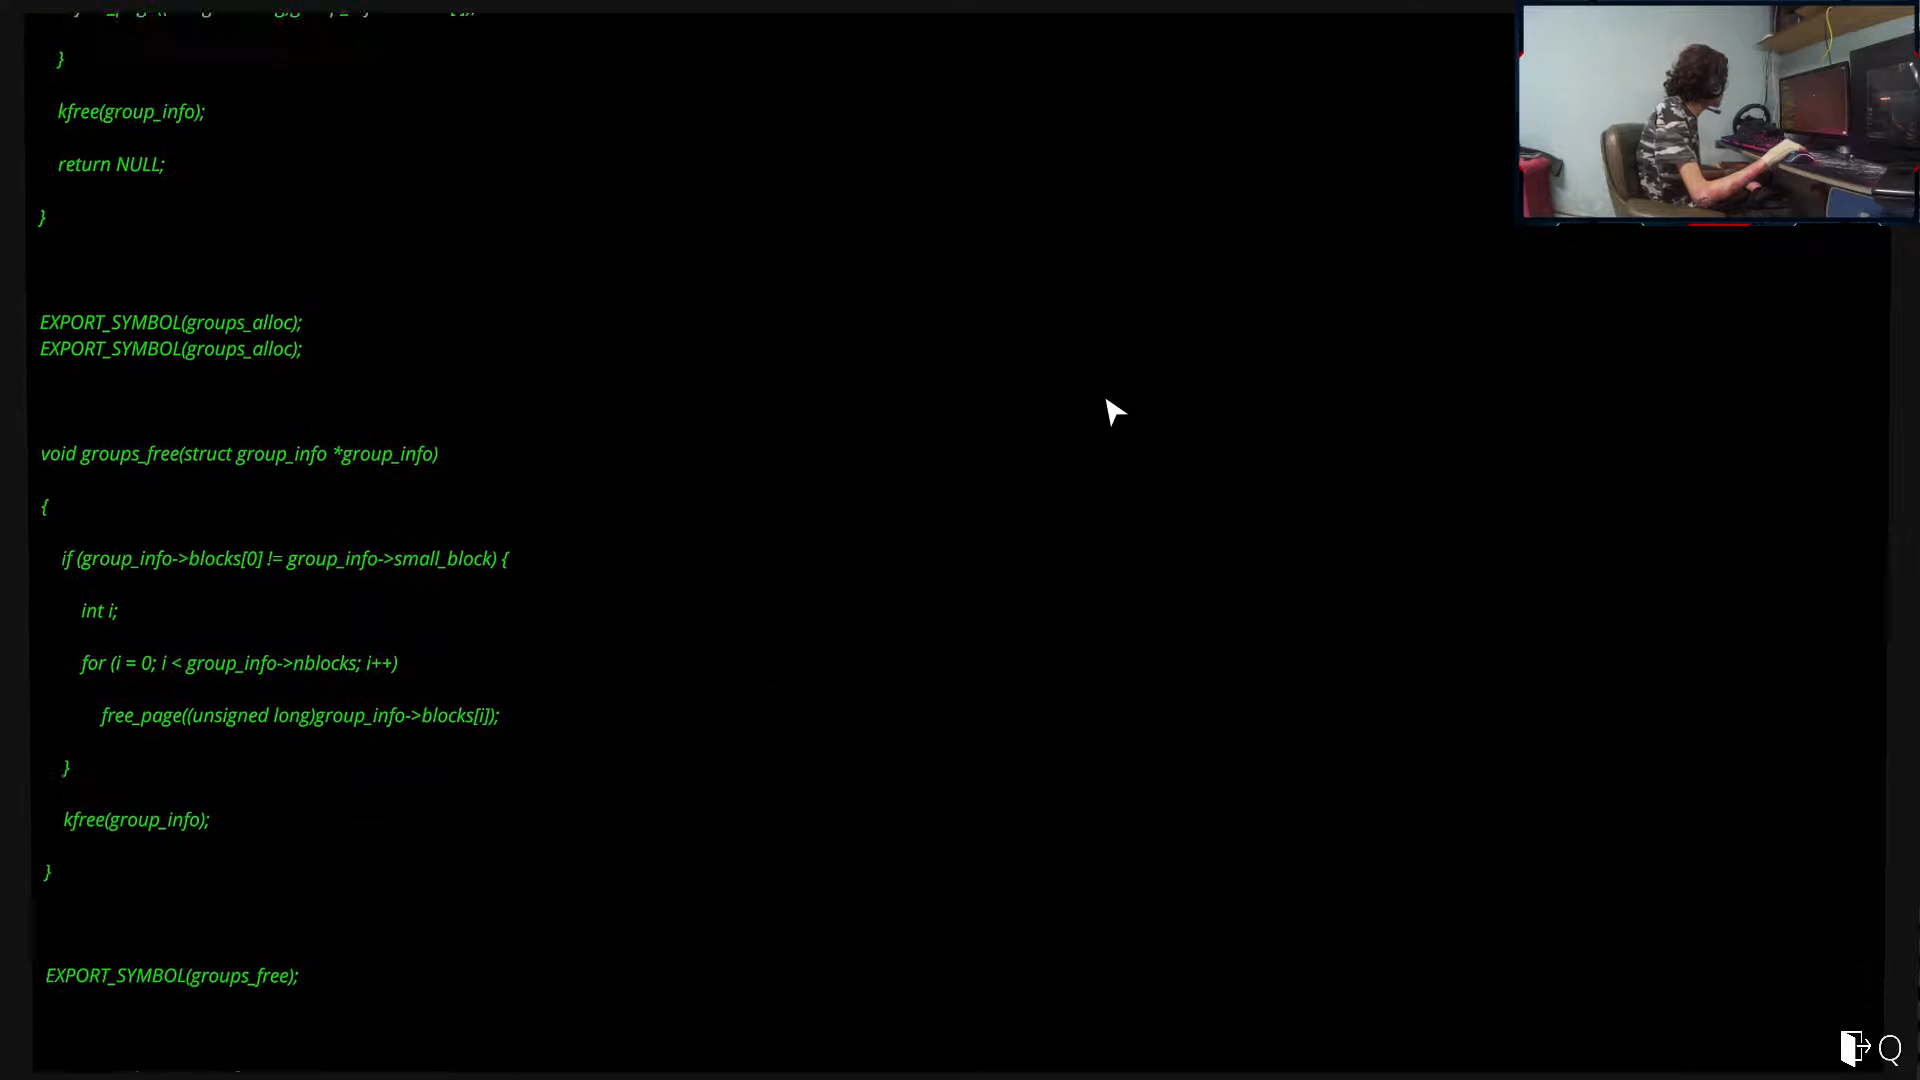 }
kfree(group_info);
return NULL;
}
EXPORT_SYMBOL(groups_alloc);
EXPORT_SYMBOL(groups_alloc);
void groups_free(struct group_info *group_info)
{
if (group_info->blocks[0] != group_info->small_block) {
int i;
for (i = 0; i < group_info->nblocks; i++)
free_page((unsigned long)group_info->blocks[i]);
}
kfree(group_info);
}
EXPORT_SYMBOL(groups_free);
Q